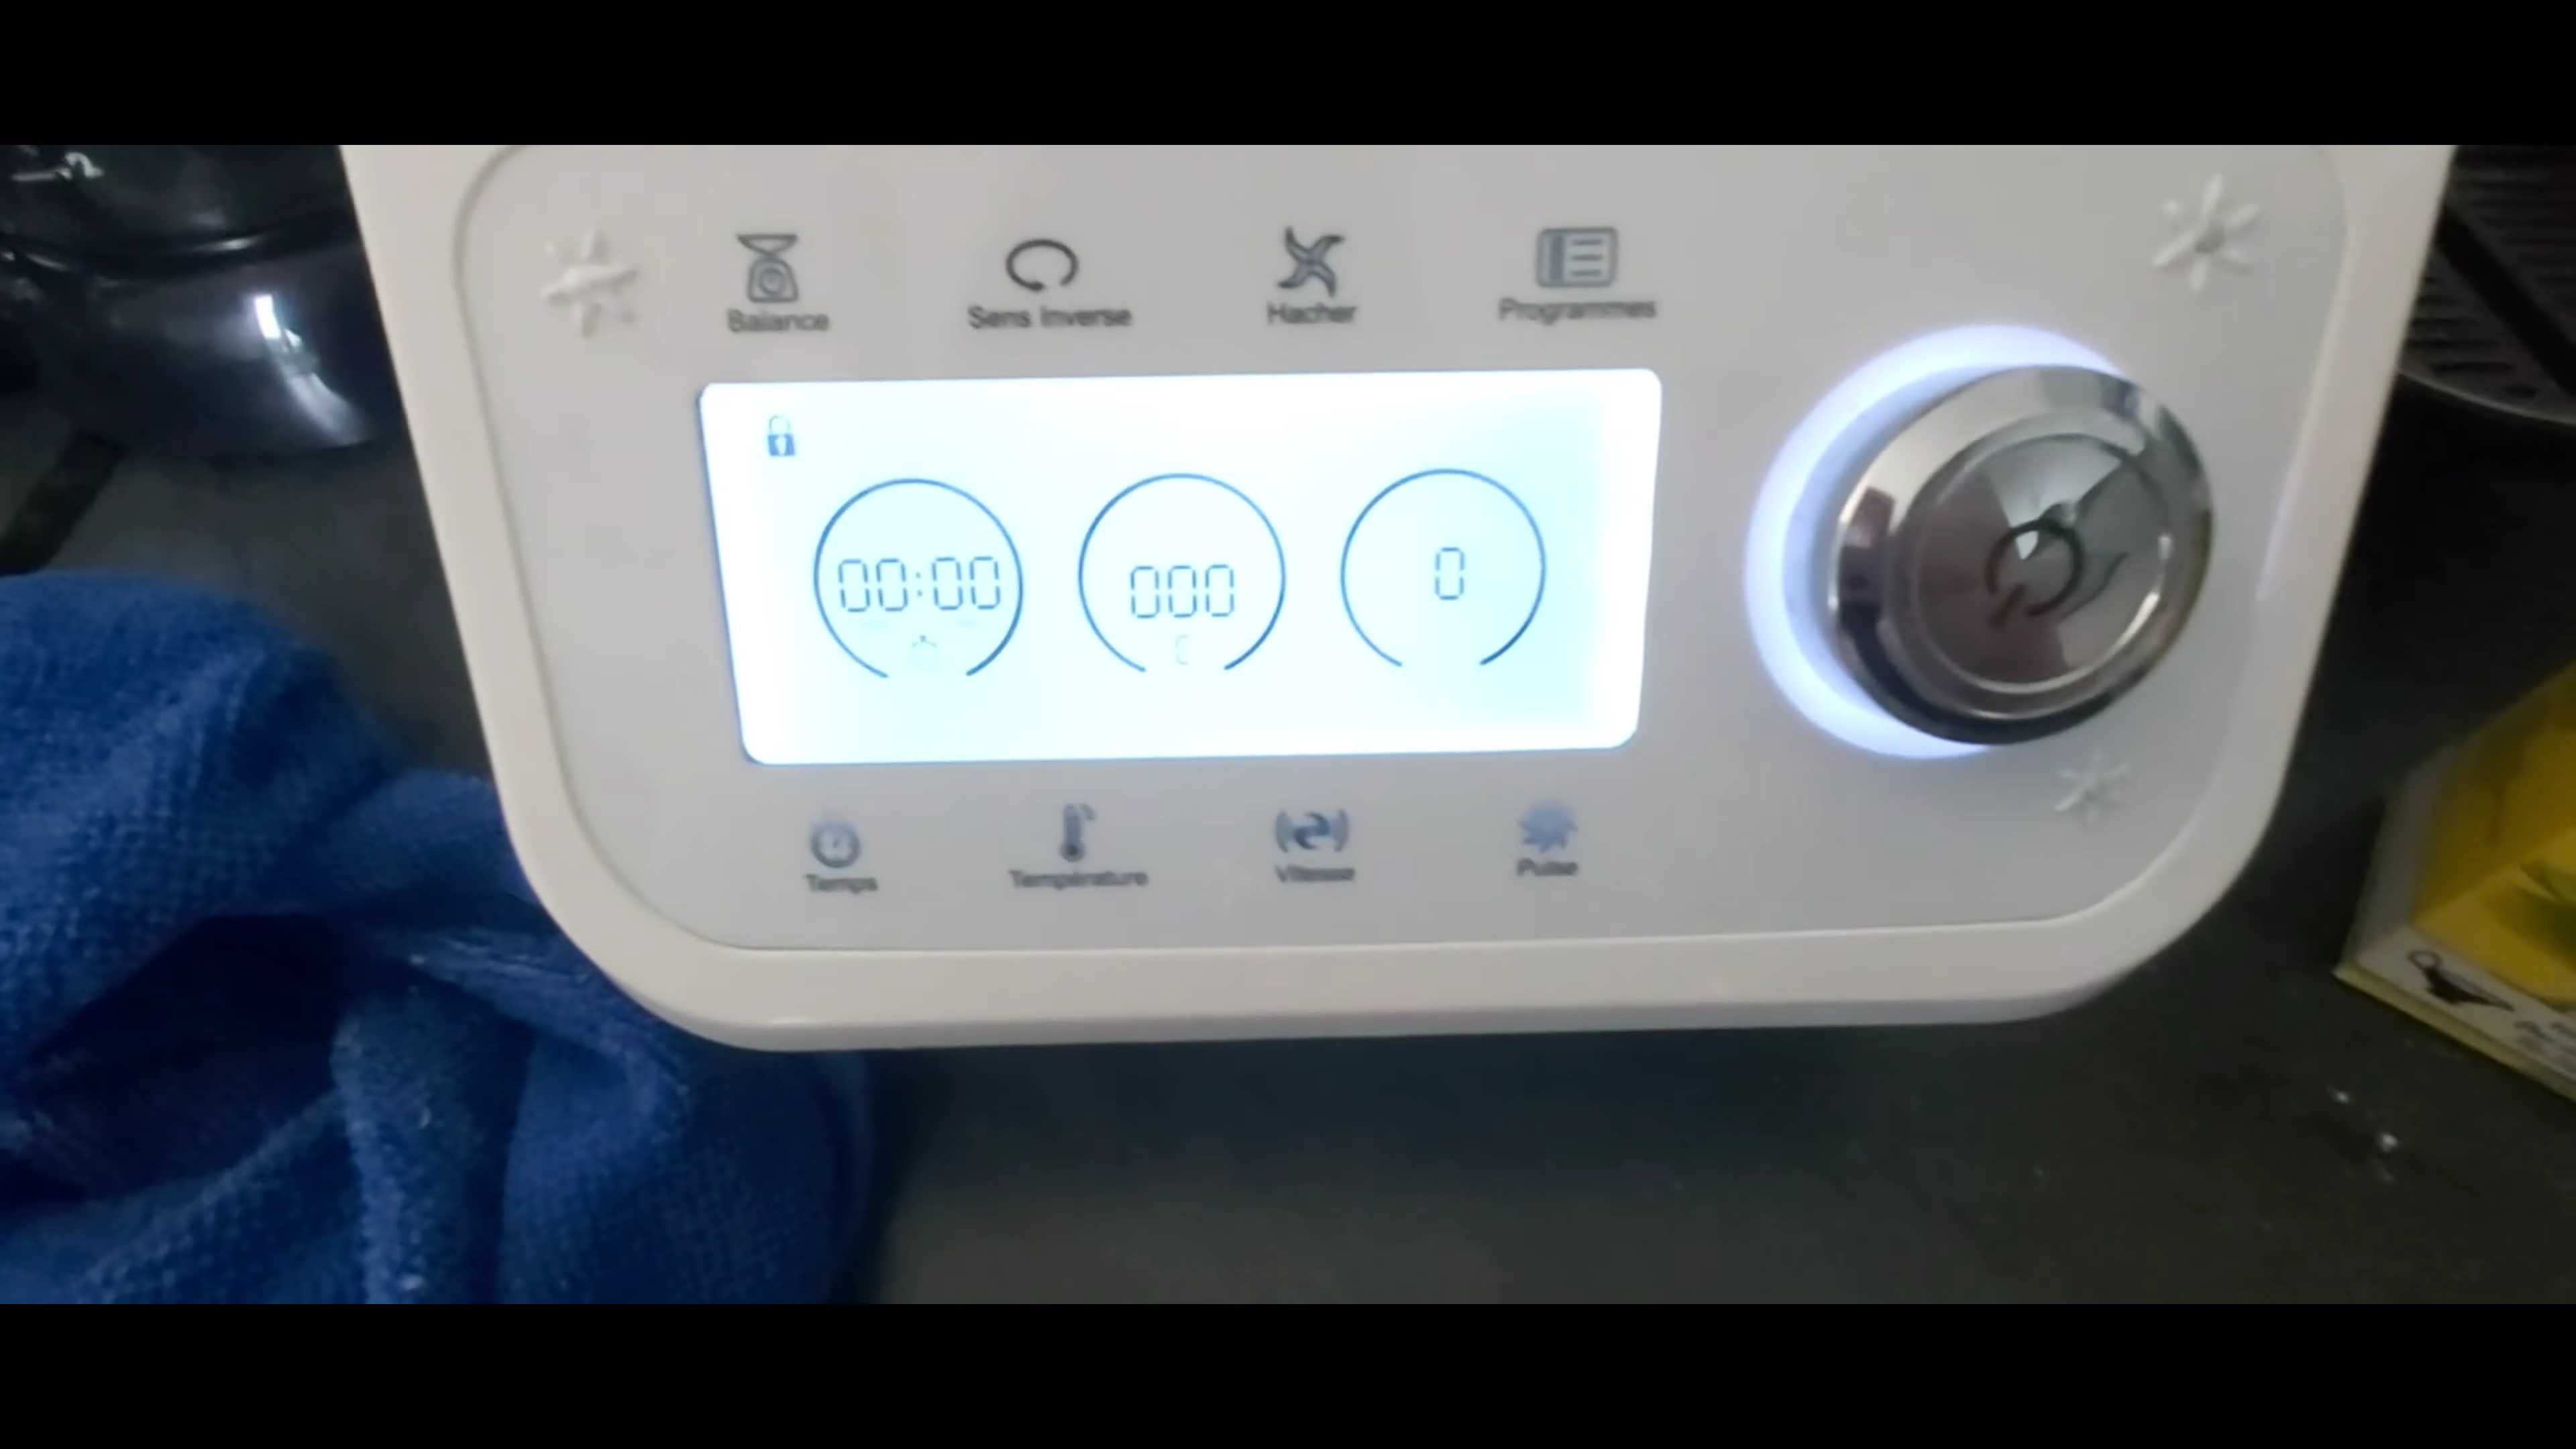 Balance
Sens Inverse
Hacher
Programmes
00:00
000
0
Temps
Température
Vitesse
Pulse